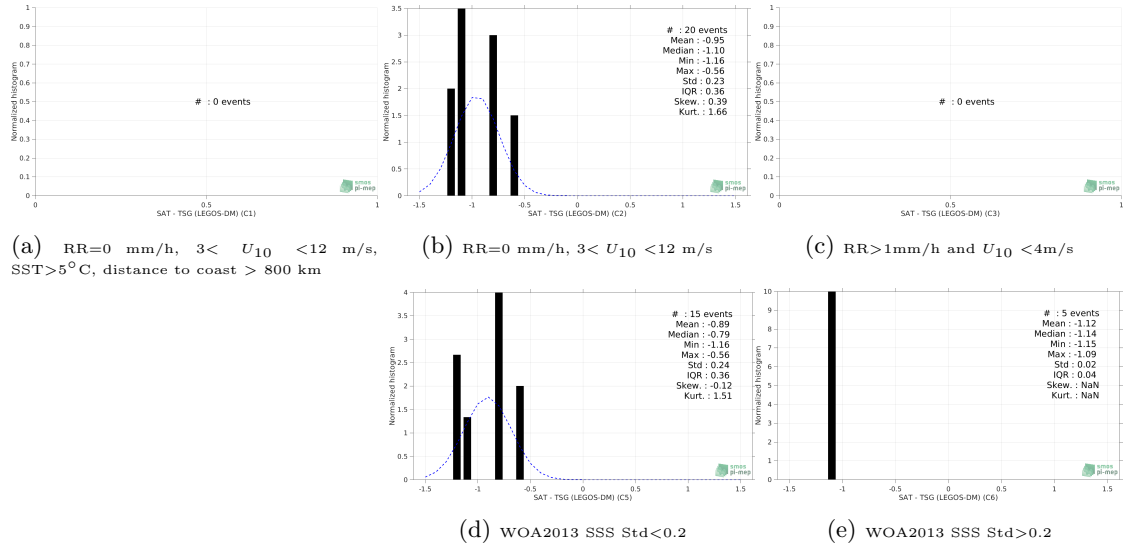 1
0.9
0.8
0.7
0.6
0.5
0.4
0.3
0.2
0.1
0
Normalized histogram
# : 0 events
0 0.5 1
SAT - TSG (LEGOS-DM) (C1)
smos
pi-mep
(a) RR=0 mm/h, 3< U10 <12 m/s,
SST>5°C, distance to coast > 800 km
3.5
3
2.5
2
1.5
1
0.5
0
Normalized histogram
# : 20 events
Mean : -0.95
Median : -1.10
Min : -1.16
Max : -0.56
Std : 0.23
IQR : 0.36
Skew. : 0.39
Kurt. : 1.66
-1.5 -1 -0.5 0 0.5 1 1.5
SAT - TSG (LEGOS-DM) (C2)
smos
pi-mep
(b) RR=0 mm/h, 3< U10 <12 m/s
1
0.9
0.8
0.7
0.6
0.5
0.4
0.3
0.2
0.1
0
Normalized histogram
# : 0 events
0 0.5 1
SAT - TSG (LEGOS-DM) (C3)
smos
pi-mep
(c) RR>1mm/h and U10 <4m/s
4
3.5
3
2.5
2
1.5
1
0.5
0
Normalized histogram
# : 15 events
Mean : -0.89
Median : -0.79
Min : -1.16
Max : -0.56
Std : 0.24
IQR : 0.36
Skew. : -0.12
Kurt. : 1.51
-1.5 -1 -0.5 0 0.5 1 1.5
SAT - TSG (LEGOS-DM) (C5)
smos
pi-mep
(d) WOA2013 SSS Std<0.2
10
9
8
7
6
5
4
3
2
1
0
Normalized histogram
# : 5 events
Mean : -1.12
Median : -1.14
Min : -1.15
Max : -1.09
Std : 0.02
IQR : 0.04
Skew. : NaN
Kurt. : NaN
-1.5 -1 -0.5 0 0.5 1 1.5
SAT - TSG (LEGOS-DM) (C6)
smos
pi-mep
(e) WOA2013 SSS Std>0.2